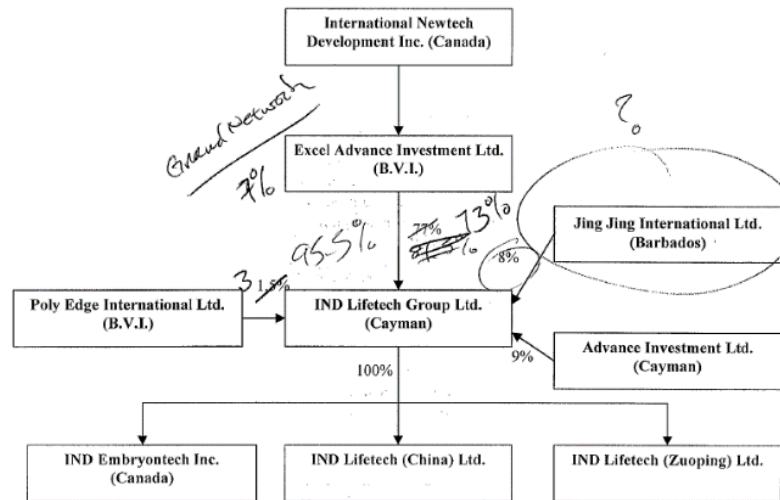 International Newtech
Development Inc. (Canada)
Grand Network
?
Excel Advance Investment Ltd.
(B.V.I.)
7%
77% 73%
95.5%
Jing Jing International Ltd.
(Barbados)
8%
3 1.5%
Poly Edge International Ltd.
(B.V.I.)
IND Lifetech Group Ltd.
(Cayman)
Advance Investment Ltd.
(Cayman)
9%
100%
IND Embryontech Inc.
(Canada)
IND Lifetech (China) Ltd.
IND Lifetech (Zuoping) Ltd.